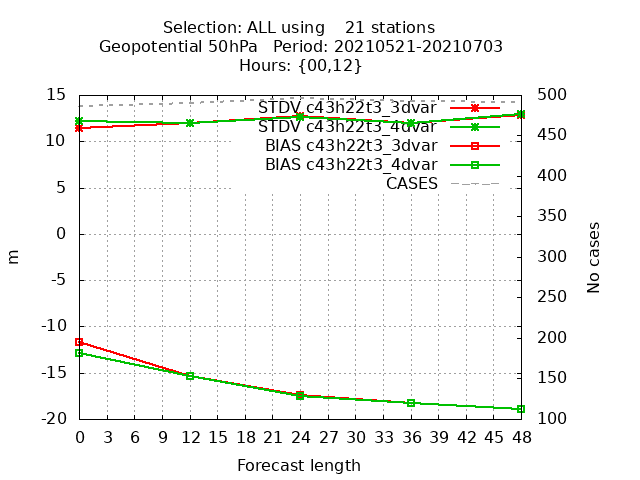 Selection: ALL using    21 stations
Geopotential 50hPa   Period: 20210521-20210703
Hours: {00,12}
STDV c43h22t3_3dvar
STDV c43h22t3_4dvar
BIAS c43h22t3_3dvar
BIAS c43h22t3_4dvar
CASES
15
10
5
0
-5
-10
-15
-20
m
500
450
400
350
300
250
200
150
100
No cases
0 3 6 9 12 15 18 21 24 27 30 33 36 39 42 45 48
Forecast length